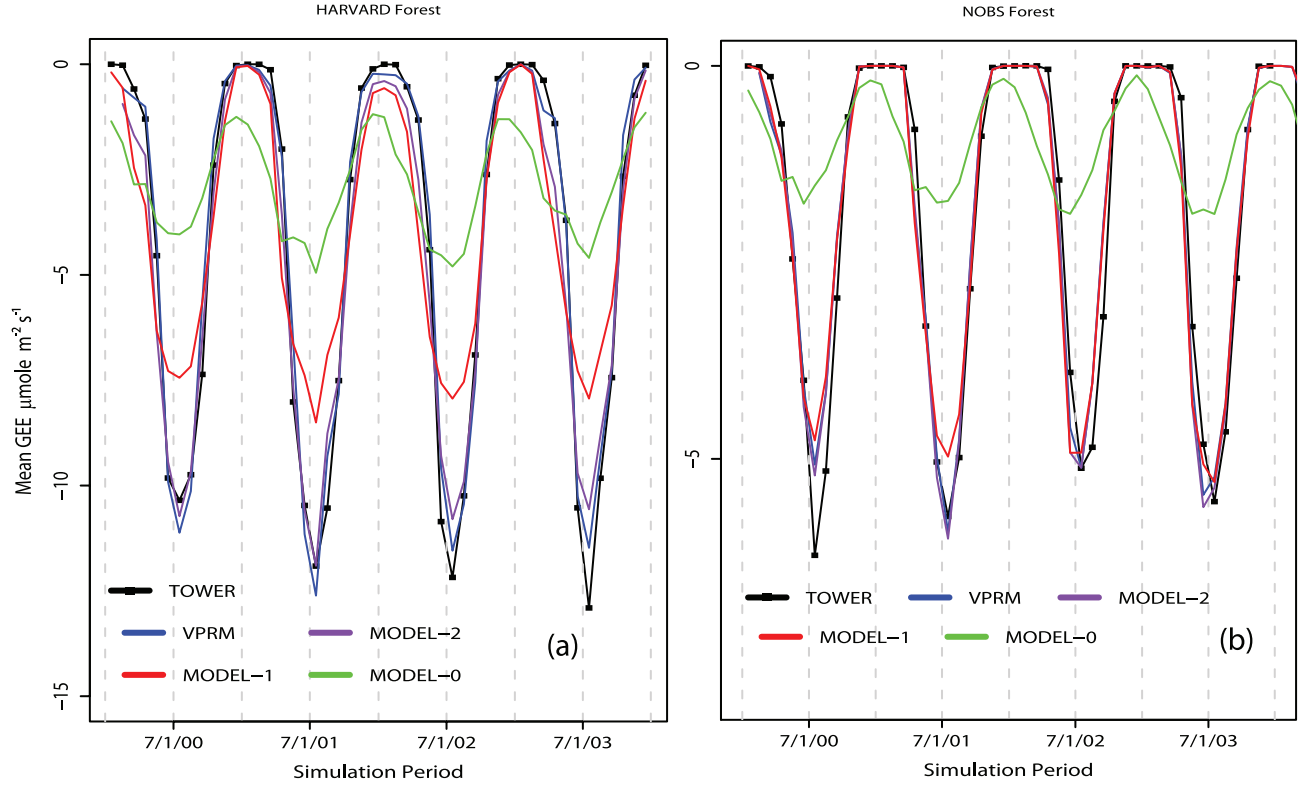 HARVARD Forest
NOBS Forest
Mean GEE μmole m⁻² s⁻¹
0
−5
−10
−15
TOWER
VPRM
MODEL−2
MODEL−1
MODEL−0
(a)
7/1/00 7/1/01 7/1/02 7/1/03
Simulation Period
0
−5
TOWER VPRM MODEL−2
MODEL−1 MODEL−0
(b)
7/1/00 7/1/01 7/1/02 7/1/03
Simulation Period